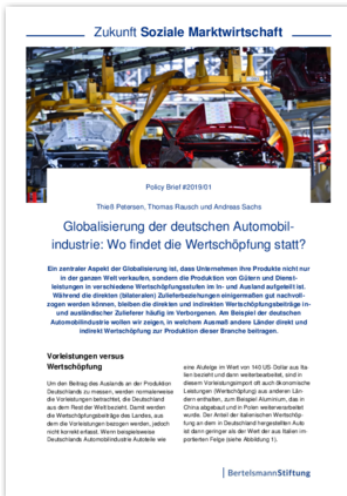 Zukunft Soziale Marktwirtschaft
Policy Brief #2019/01
Thieß Petersen, Thomas Rausch und Andreas Sachs
Globalisierung der deutschen Automobil-
industrie: Wo findet die Wertschöpfung statt?
Ein zentraler Aspekt der Globalisierung ist, dass Unternehmen ihre Produkte nicht nur
in der ganzen Welt verkaufen, sondern die Produktion von Gütern und Dienst-
leistungen in verschiedene Wertschöpfungsstufen im In- und Ausland aufgeteilt ist.
Während die direkten (bilateralen) Zulieferbeziehungen einigermaßen gut nachvoll-
zogen werden können, bleiben die direkten und indirekten Wertschöpfungsbeiträge in-
und ausländischer Zulieferer häufig im Verborgenen. Am Beispiel der deutschen
Automobilindustrie wollen wir zeigen, in welchem Ausmaß andere Länder direkt und
indirekt Wertschöpfung zur Produktion dieser Branche beitragen.
Vorleistungen versus
Wertschöpfung
Um den Beitrag des Auslands an der Produktion
Deutschlands zu messen, werden normalerweise
die Vorleistungen betrachtet, die Deutschland
aus dem Rest der Welt bezieht. Damit werden
die Wertschöpfungsbeiträge des Landes, aus
dem die Vorleistungen bezogen werden, jedoch
nicht korrekt erfasst. Wenn beispielsweise
Deutschlands Automobilindustrie Autoteile wie
eine Alufelge im Wert von 140 US-Dollar aus Ita-
lien bezieht und dann weiterbearbeitet, sind in
diesem Vorleistungsimport oft auch ökonomische
Leistungen (Wertschöpfung) aus anderen Län-
dern enthalten, zum Beispiel Aluminium, das in
China abgebaut und in Polen weiterverarbeitet
wurde. Der Anteil der italienischen Wertschöp-
fung an dem in Deutschland hergestellten Auto
ist dann geringer als der Wert der aus Italien im-
portierten Felge (siehe Abbildung 1).
BertelsmannStiftung